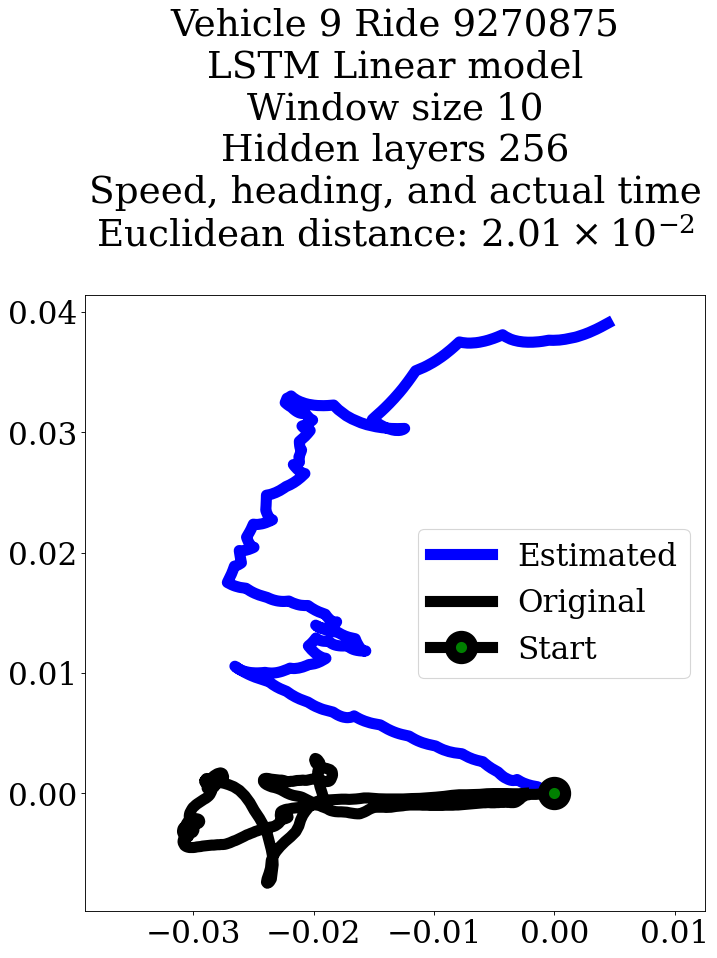 Vehicle 9 Ride 9270875
LSTM Linear model
Window size 10
Hidden layers 256
Speed, heading, and actual time
Euclidean distance: 2.01 × 10⁻²
0.04
0.03
0.02
0.01
0.00
Estimated
Original
Start
−0.03 −0.02 −0.01 0.00 0.01